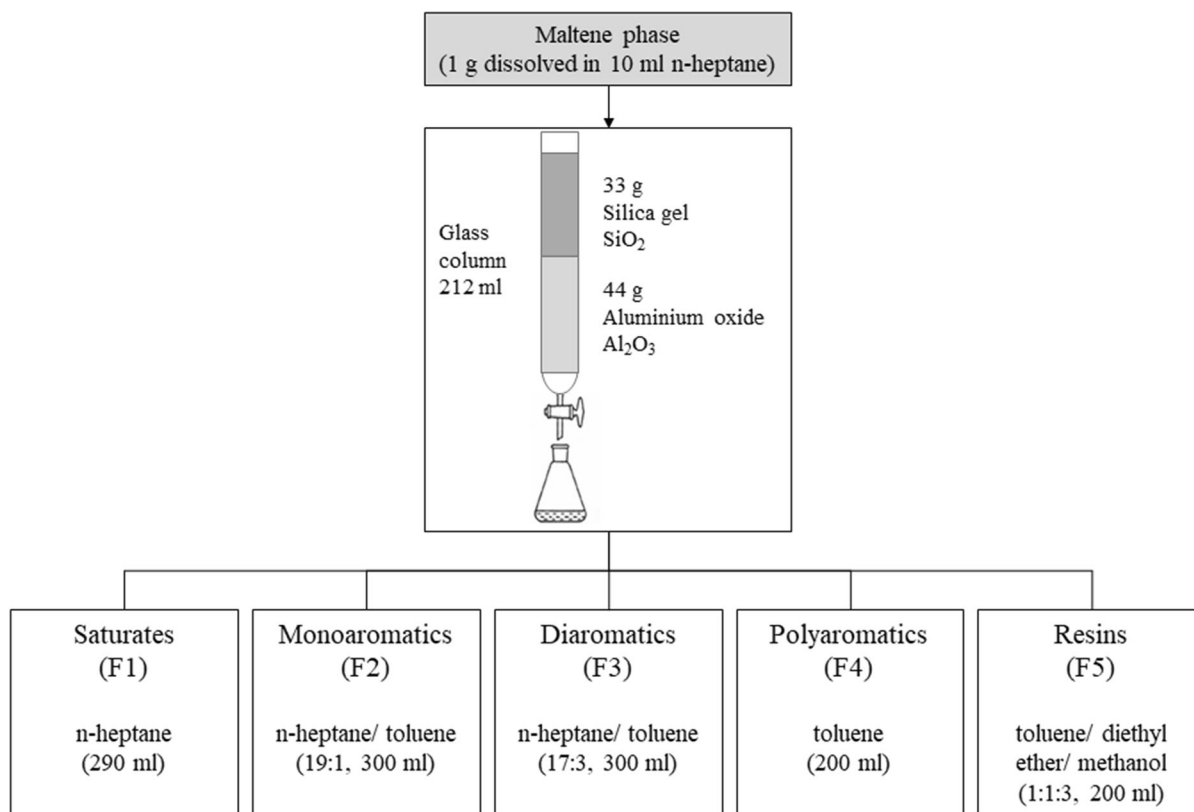 Maltene phase
(1 g dissolved in 10 ml n-heptane)
Glass
column
212 ml
33 g
Silica gel
SiO₂
44 g
Aluminium oxide
Al₂O₃
Saturates
(F1)
n-heptane
(290 ml)
Monoaromatics
(F2)
n-heptane/ toluene
(19:1, 300 ml)
Diaromatics
(F3)
n-heptane/ toluene
(17:3, 300 ml)
Polyaromatics
(F4)
toluene
(200 ml)
Resins
(F5)
toluene/ diethyl
ether/ methanol
(1:1:3, 200 ml)